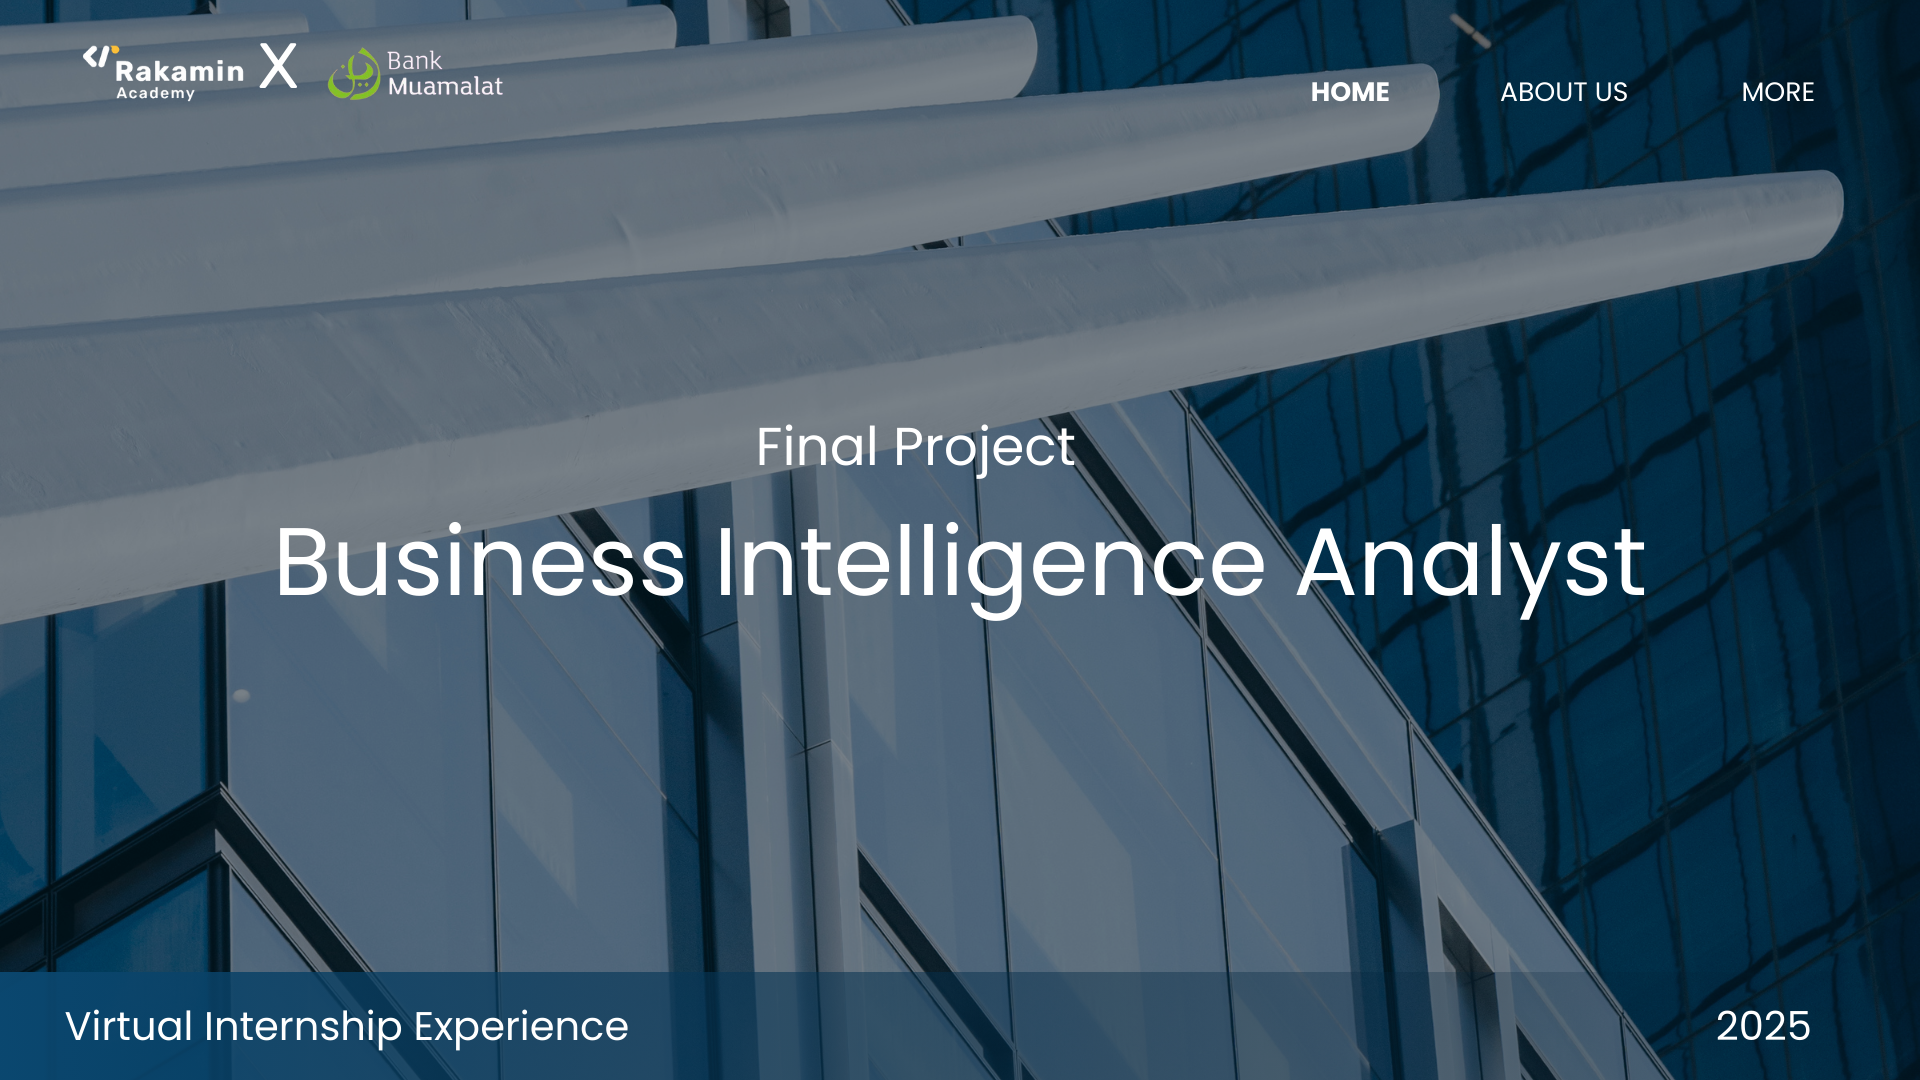 Rakamin
Academy
X
Bank
Muamalat
HOME
ABOUT US
MORE
Final Project
Business Intelligence Analyst
Virtual Internship Experience
2025